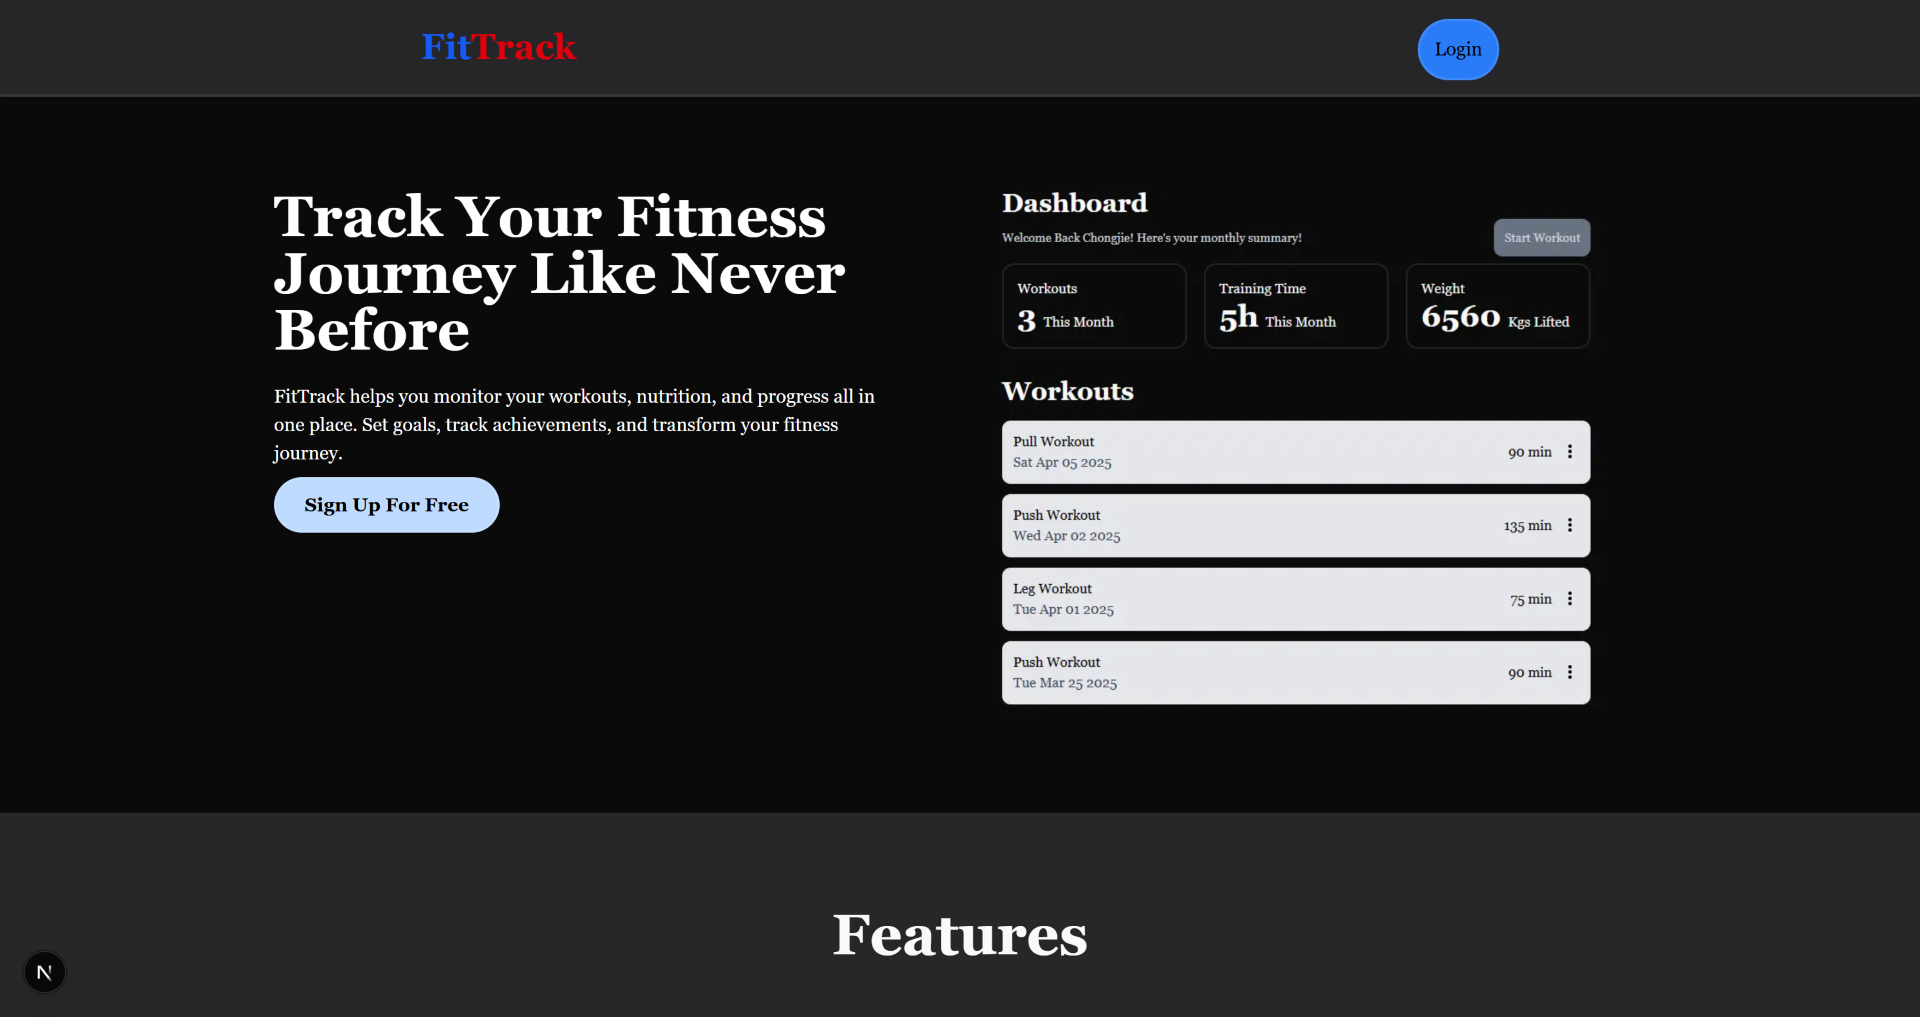 FitTrack
Login
Track Your Fitness
Journey Like Never
Before
FitTrack helps you monitor your workouts, nutrition, and progress all in
one place. Set goals, track achievements, and transform your fitness
journey.
Sign Up For Free
Dashboard
Welcome Back Chongjie! Here's your monthly summary!
Start Workout
Workouts
3 This Month
Training Time
5h This Month
Weight
6560 Kgs Lifted
Workouts
Pull Workout
Sat Apr 05 2025
90 min
Push Workout
Wed Apr 02 2025
135 min
Leg Workout
Tue Apr 01 2025
75 min
Push Workout
Tue Mar 25 2025
90 min
Features
N